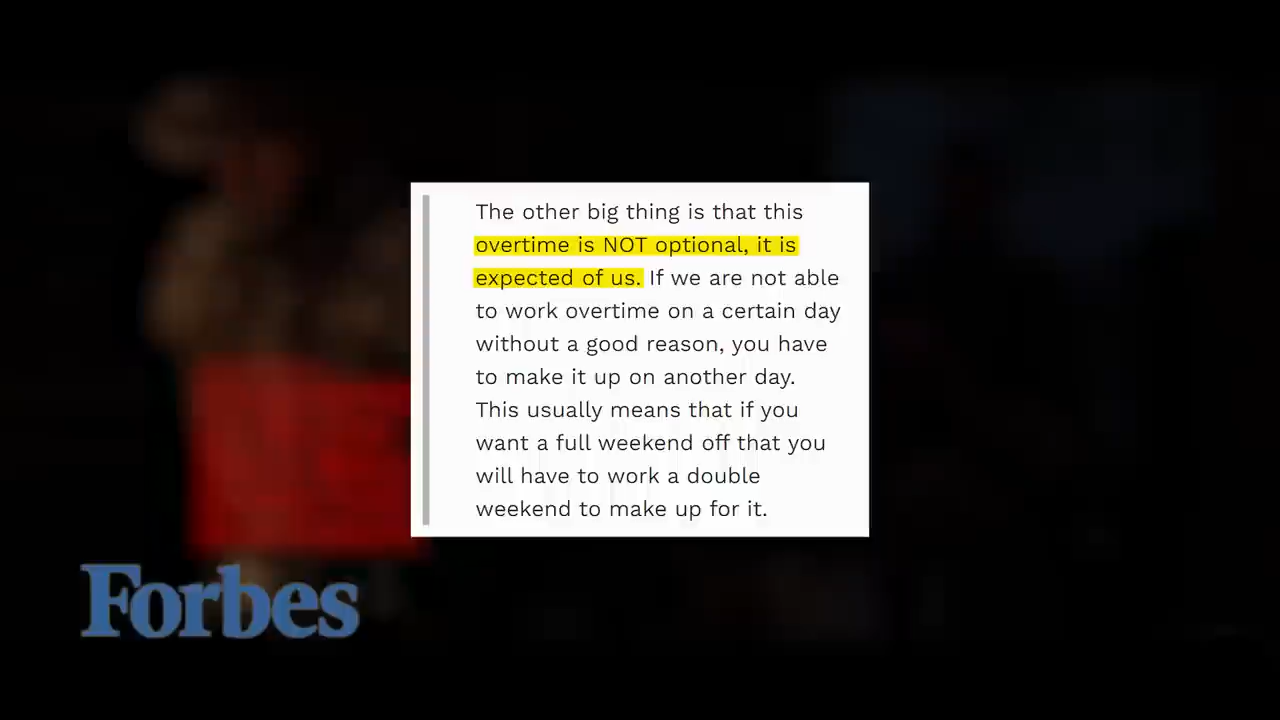 The other big thing is that this
overtime is NOT optional, it is
expected of us. If we are not able
to work overtime on a certain day
without a good reason, you have
to make it up on another day.
This usually means that if you
want a full weekend off that you
will have to work a double
weekend to make up for it.
Forbes